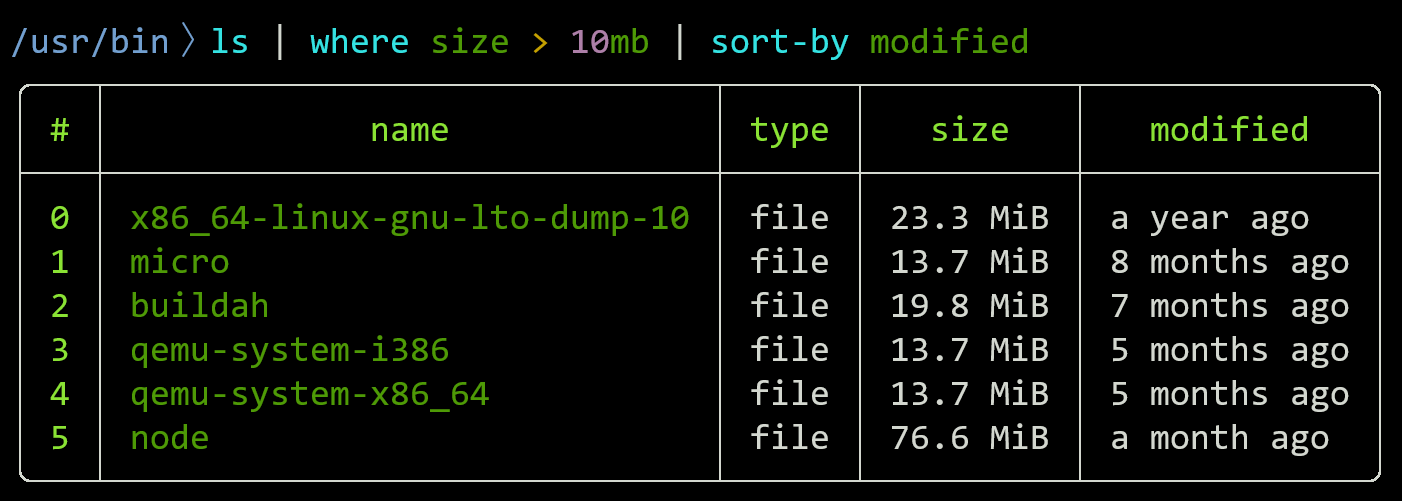 /usr/bin〉ls | where size > 10mb | sort-by modified
# name type size modified
0 x86_64-linux-gnu-lto-dump-10 file 23.3 MiB a year ago
1 micro file 13.7 MiB 8 months ago
2 buildah file 19.8 MiB 7 months ago
3 qemu-system-i386 file 13.7 MiB 5 months ago
4 qemu-system-x86_64 file 13.7 MiB 5 months ago
5 node file 76.6 MiB a month ago